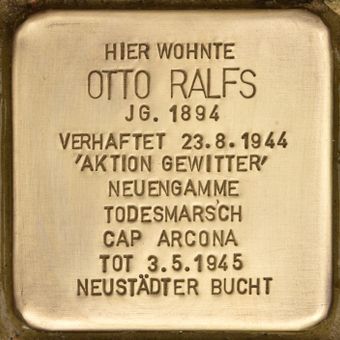 HIER WOHNTE
OTTO RALFS
JG. 1894
VERHAFTET 23.8.1944
'AKTION GEWITTER'
NEUENGAMME
TODESMARSCH
CAP ARCONA
TOT 3.5.1945
NEUSTÄDTER BUCHT